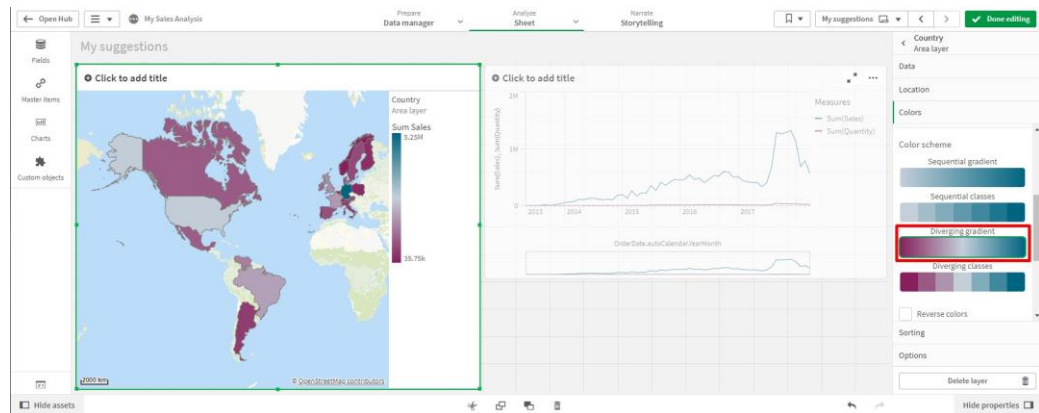 Open Hub
My Sales Analysis
Prepare
Data manager
Analyze
Sheet
Narrate
Storytelling
My suggestions
Done editing
Fields
Master items
Charts
Custom objects
My suggestions
Click to add title
Country
Area layer
Sum Sales
5.25M
35.75k
2000 km
© OpenStreetMap contributors
Click to add title
Sum(Sales), Sum(Quantity)
2M
1M
0
2013
2014
2015
2016
2017
Measures
Sum(Sales)
Sum(Quantity)
OrderDate.autoCalendar.YearMonth
Country
Area layer
Data
Location
Colors
Color scheme
Sequential gradient
Sequential classes
Diverging gradient
Diverging classes
Reverse colors
Sorting
Options
Delete layer
Hide assets
Hide properties